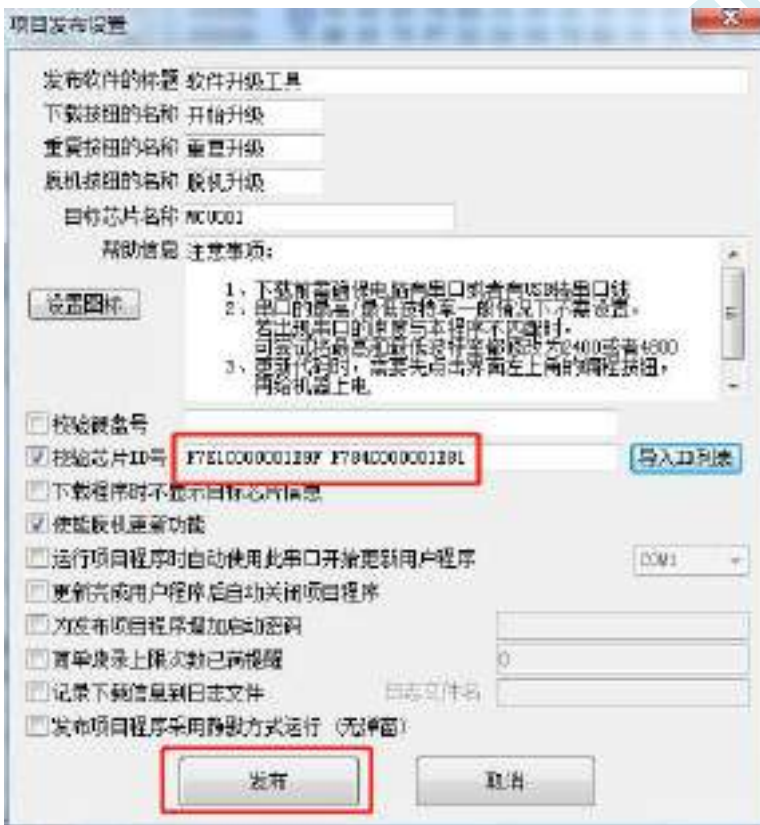 项目发布设置
发布软件的标题 软件升级工具
下载按钮的名称 开始升级
重置按钮的名称 重置升级
脱机按钮的名称 脱机升级
目标芯片名称 MCU001
帮助信息 注意事项:
1、下载前需确保电脑有串口或者有USB转串口线
2、串口的最高/最低波特率一般情况下不需设置,
若出现串口的速度与本程序不匹配时,
可尝试将最高和最低波特率都修改为2400或者4800
3、更新代码时,需要先点击界面左上角的编程按钮,
再给机器上电
设置图标
校验硬盘号
校验芯片ID号
导入ID列表
下载程序时不显示目标芯片信息
使能脱机更新功能
运行项目程序时自动使用此串口开始更新用户程序 COM1
更新完成用户程序后自动关闭项目程序
为发布项目程序增加启动密码
简单烧录上限次数已满提醒 0
记录下载信息到日志文件 日志文件名
发布项目程序采用静默方式运行(无弹窗)
发布 取消